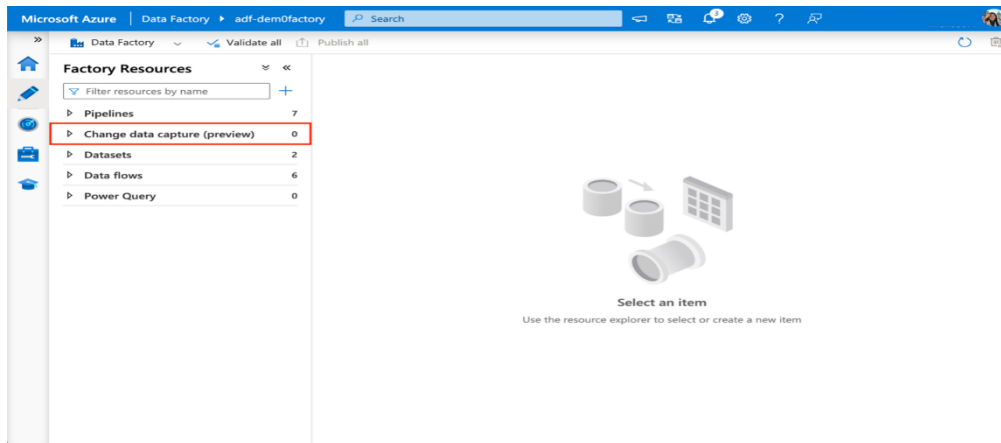 Microsoft Azure | Data Factory ▸ adf-dem0factory Search 3 ?
» Data Factory Validate all Publish all
Factory Resources
Filter resources by name
Pipelines 7
Change data capture (preview) 0
Datasets 2
Data flows 6
Power Query 0
Select an item
Use the resource explorer to select or create a new item